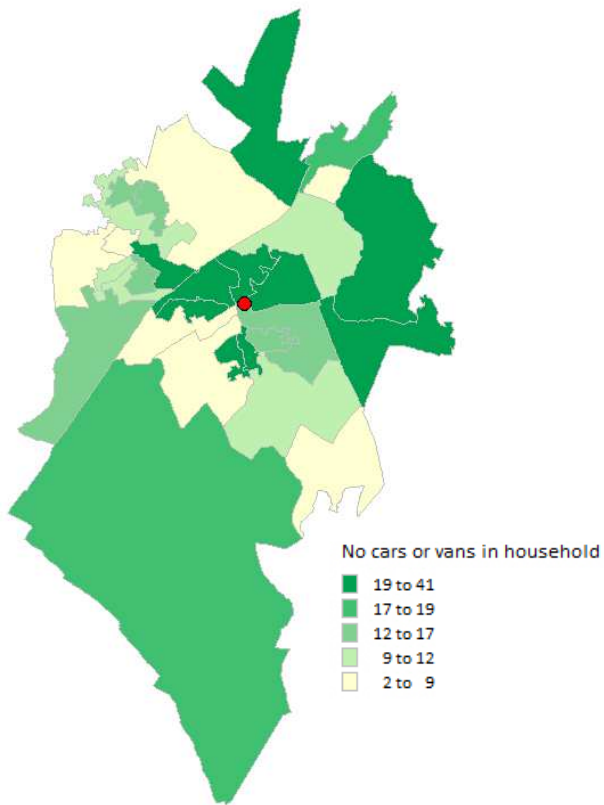 No cars or vans in household
19 to 41
17 to 19
12 to 17
9 to 12
2 to 9